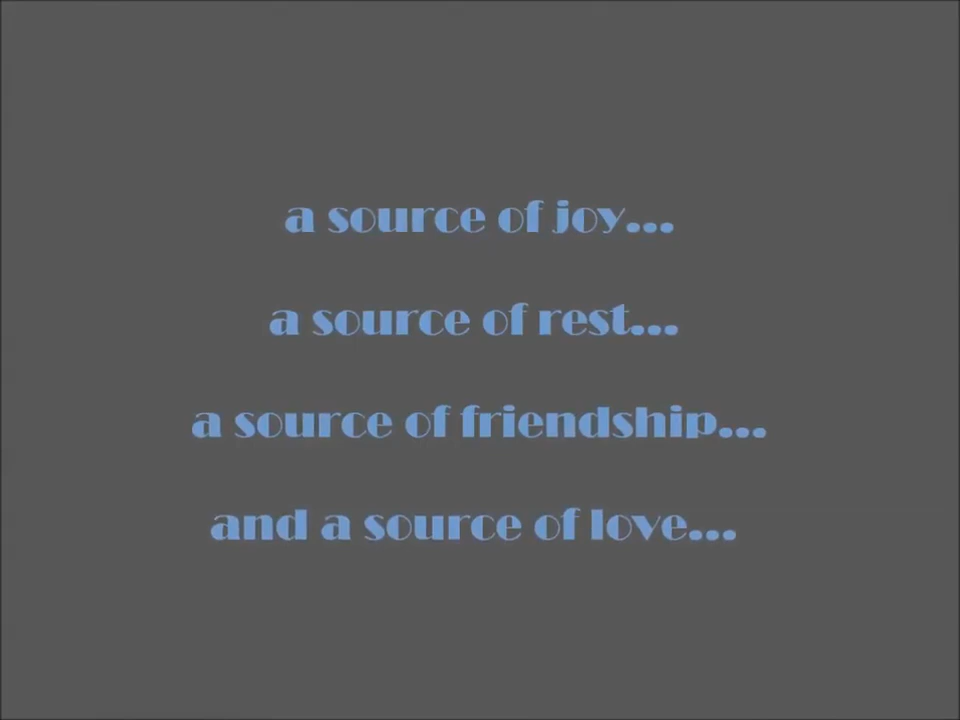 a source of joy...
a source of rest...
a source of friendship...
and a source of love...